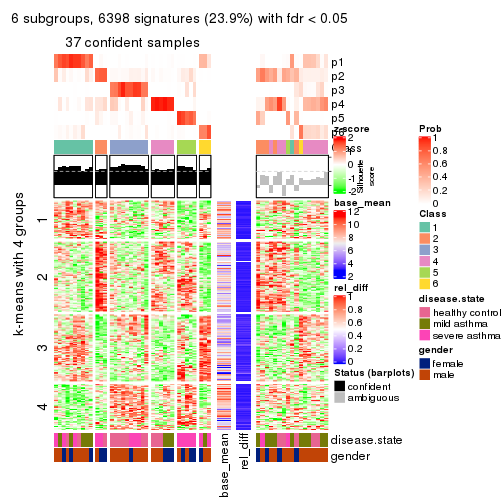 6 subgroups, 6398 signatures (23.9%) with fdr < 0.05
37 confident samples
p1
p2
p3
p4
p5
p6
Class
k-means with 4 groups
1
2
3
4
Silhouette
score
z-score
2
1
0
-1
-2
base_mean
12
10
8
6
4
2
rel_diff
1
0.8
0.6
0.4
0.2
0
Status (barplots)
confident
ambiguous
Prob
1
0.8
0.6
0.4
0.2
0
Class
1
2
3
4
5
6
disease.state
healthy control
mild asthma
severe asthma
gender
female
male
disease.state
gender
base_mean
rel_diff